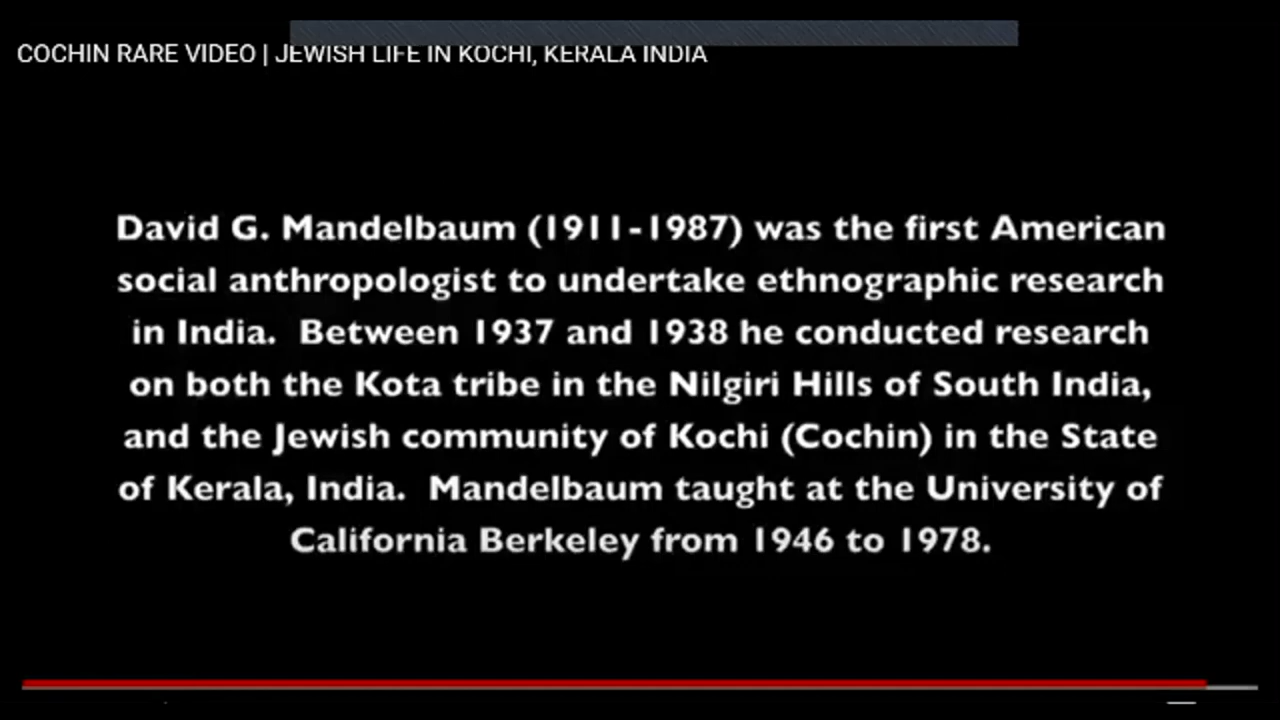 COCHIN RARE VIDEO | JEWISH LIFE IN KOCHI, KERALA INDIA
David G. Mandelbaum (1911-1987) was the first American
social anthropologist to undertake ethnographic research
in India. Between 1937 and 1938 he conducted research
on both the Kota tribe in the Nilgiri Hills of South India,
and the Jewish community of Kochi (Cochin) in the State
of Kerala, India. Mandelbaum taught at the University of
California Berkeley from 1946 to 1978.